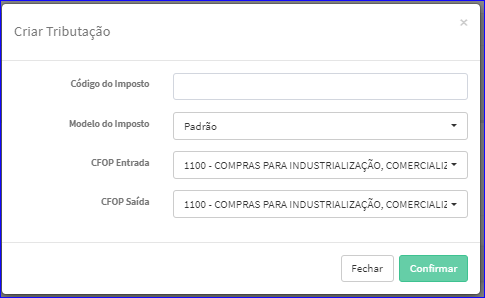 Criar Tributação
×
Código do Imposto
Modelo do Imposto
Padrão
CFOP Entrada
1100 - COMPRAS PARA INDUSTRIALIZAÇÃO, COMERCIALIZ
CFOP Saída
1100 - COMPRAS PARA INDUSTRIALIZAÇÃO, COMERCIALIZ
Fechar
Confirmar